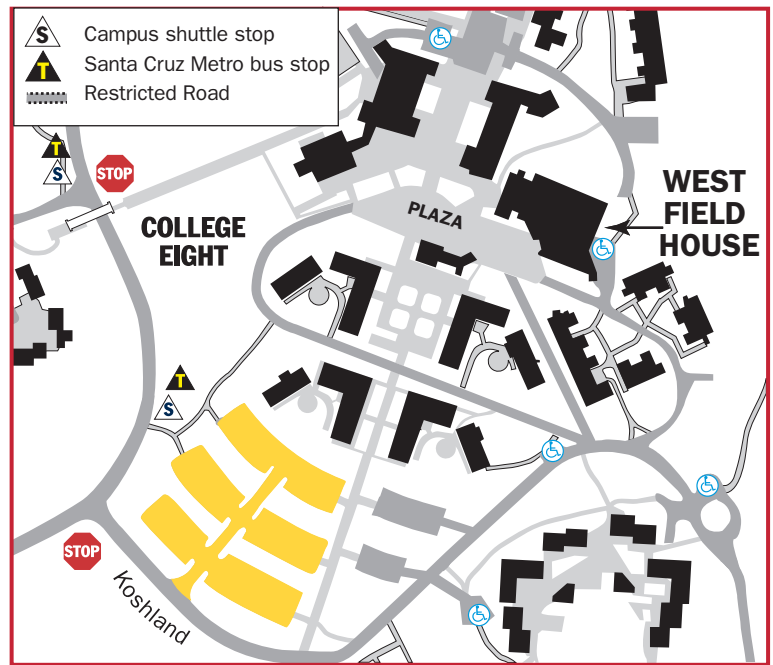 S Campus shuttle stop
T Santa Cruz Metro bus stop
Restricted Road
T
S
STOP
COLLEGE
EIGHT
PLAZA
WEST
FIELD
HOUSE
T
S
STOP
Koshland